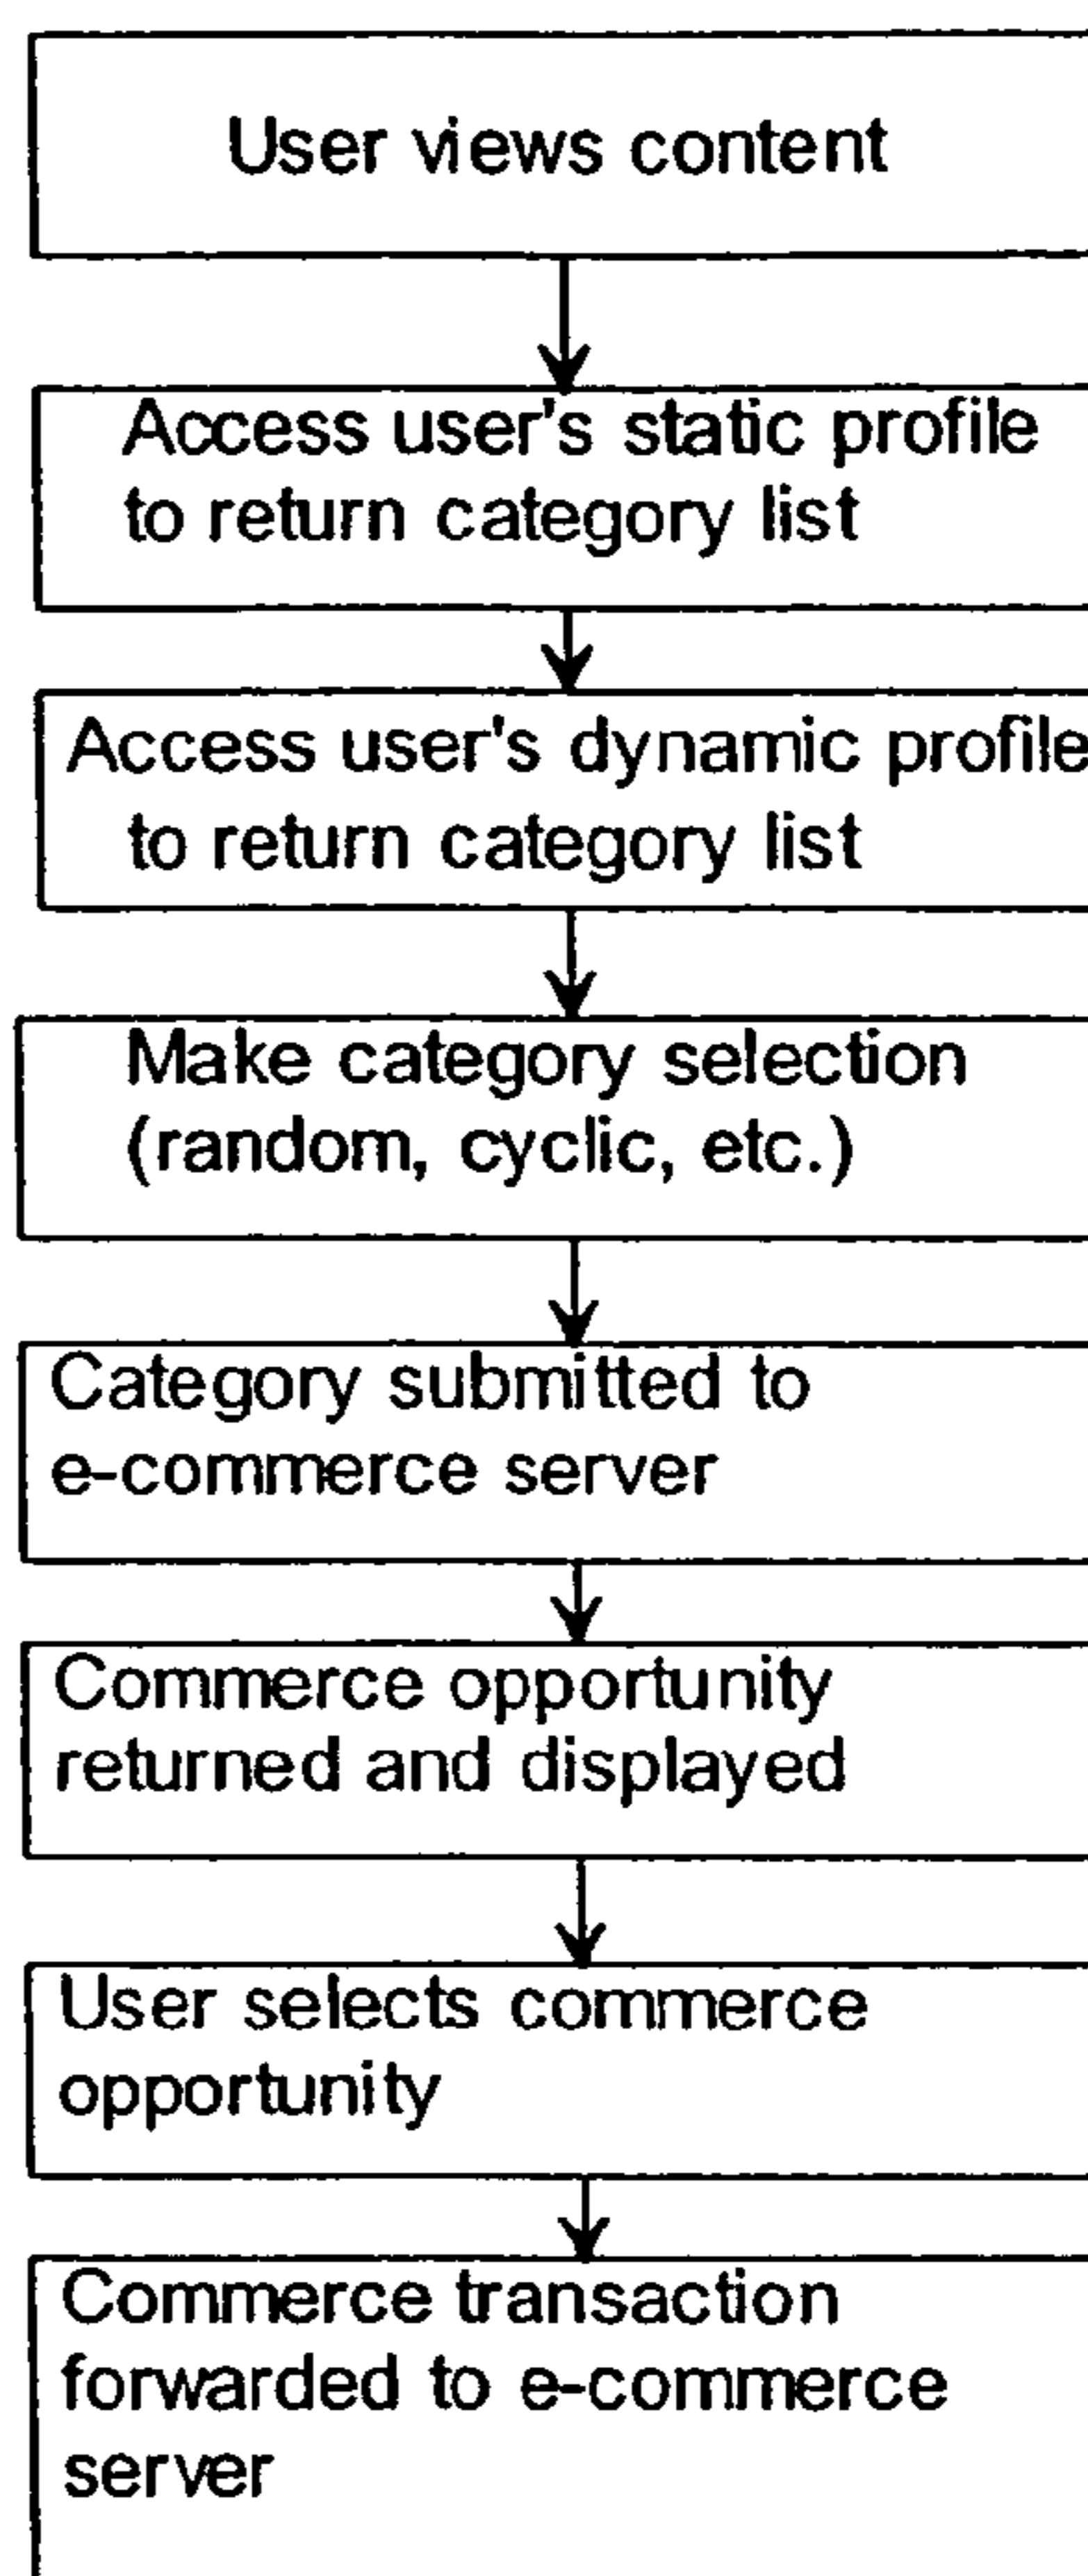 User views content
Access user's static profile
to return category list
Access user's dynamic profile
to return category list
Make category selection
(random, cyclic, etc.)
Category submitted to
e-commerce server
Commerce opportunity
returned and displayed
User selects commerce
opportunity
Commerce transaction
forwarded to e-commerce
server